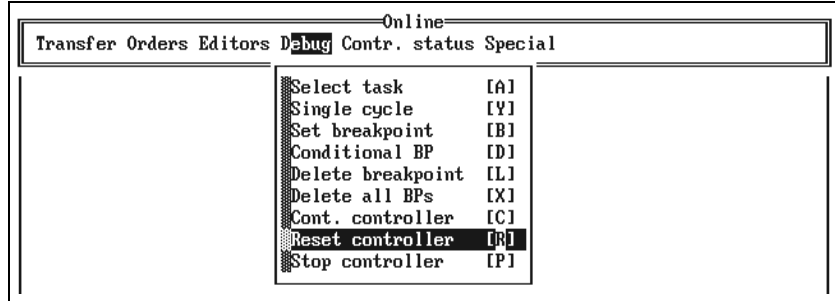 Online
Transfer Orders Editors Debug Contr. status Special
Select task [A]
Single cycle [Y]
Set breakpoint [B]
Conditional BP [D]
Delete breakpoint [L]
Delete all BPs [X]
Cont. controller [C]
Reset controller [R]
Stop controller [P]